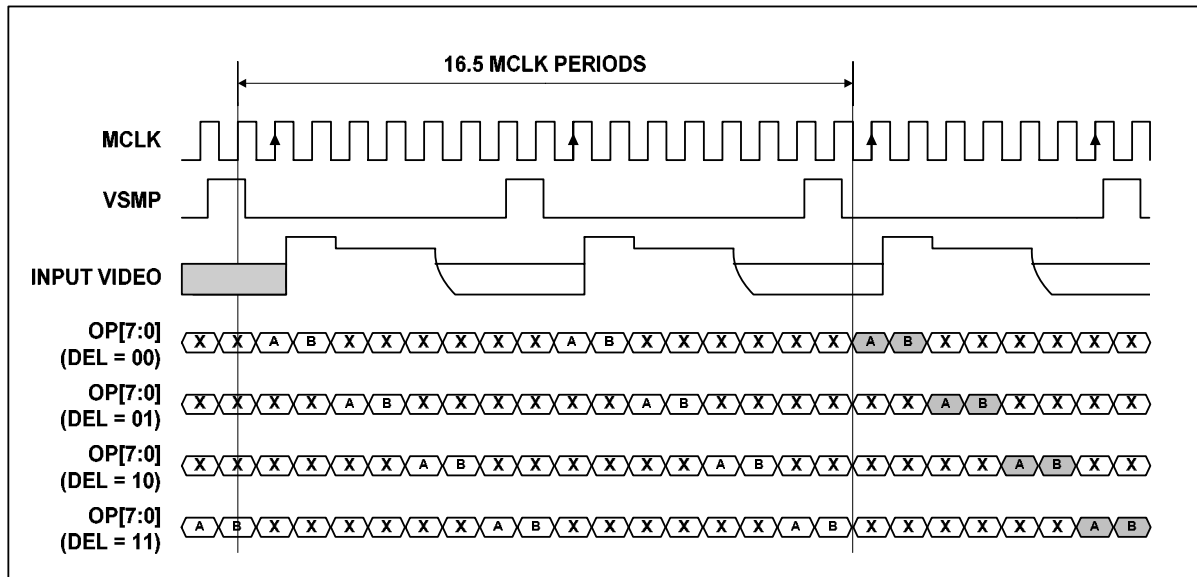 16.5 MCLK PERIODS
MCLK
VSMP
INPUT VIDEO
OP[7:0]
(DEL = 00)
X X A B X X X X X X A B X X X X X X A B X X X X X X
OP[7:0]
(DEL = 01)
X X X X A B X X X X X X A B X X X X X X A B X X X X
OP[7:0]
(DEL = 10)
X X X X X X A B X X X X X X A B X X X X X X A B X X
OP[7:0]
(DEL = 11)
A B X X X X X X A B X X X X X X A B X X X X X X A B